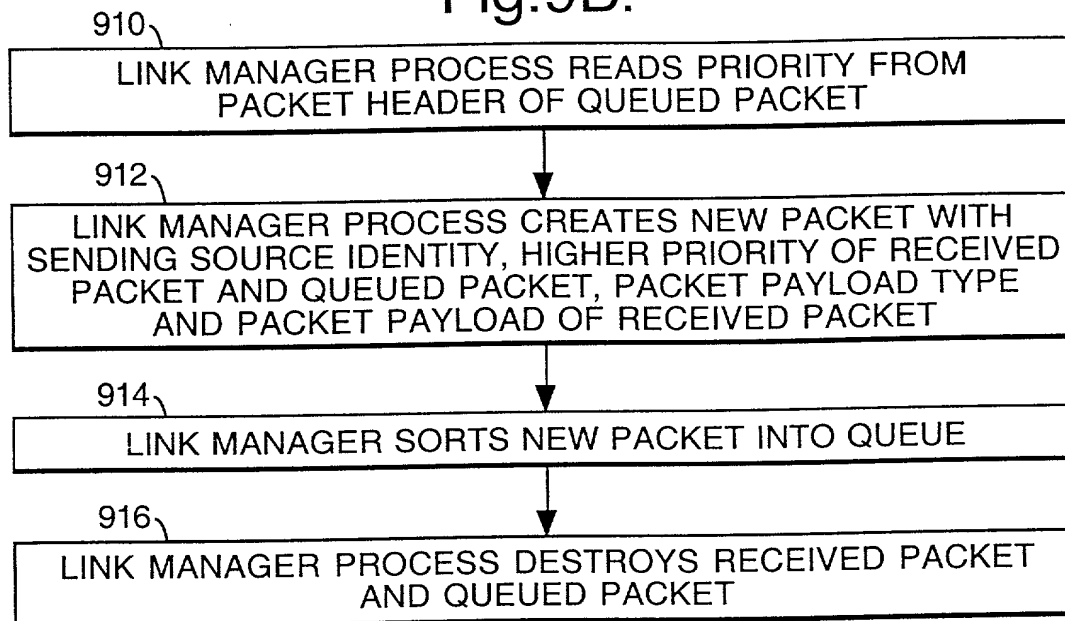 Fig.9B.
910
LINK MANAGER PROCESS READS PRIORITY FROM
PACKET HEADER OF QUEUED PACKET
912
LINK MANAGER PROCESS CREATES NEW PACKET WITH
SENDING SOURCE IDENTITY, HIGHER PRIORITY OF RECEIVED
PACKET AND QUEUED PACKET, PACKET PAYLOAD TYPE
AND PACKET PAYLOAD OF RECEIVED PACKET
914
LINK MANAGER SORTS NEW PACKET INTO QUEUE
916
LINK MANAGER PROCESS DESTROYS RECEIVED PACKET
AND QUEUED PACKET